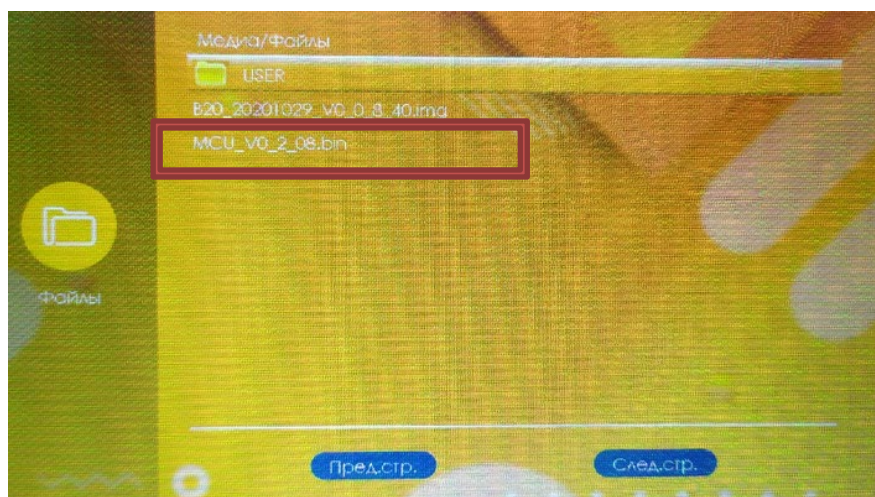 Медиа/Файлы
USER
B20_20201029_V0_0_8_40.img
MCU_V0_2_08.bin
Файлы
Пред.стр.
След.стр.